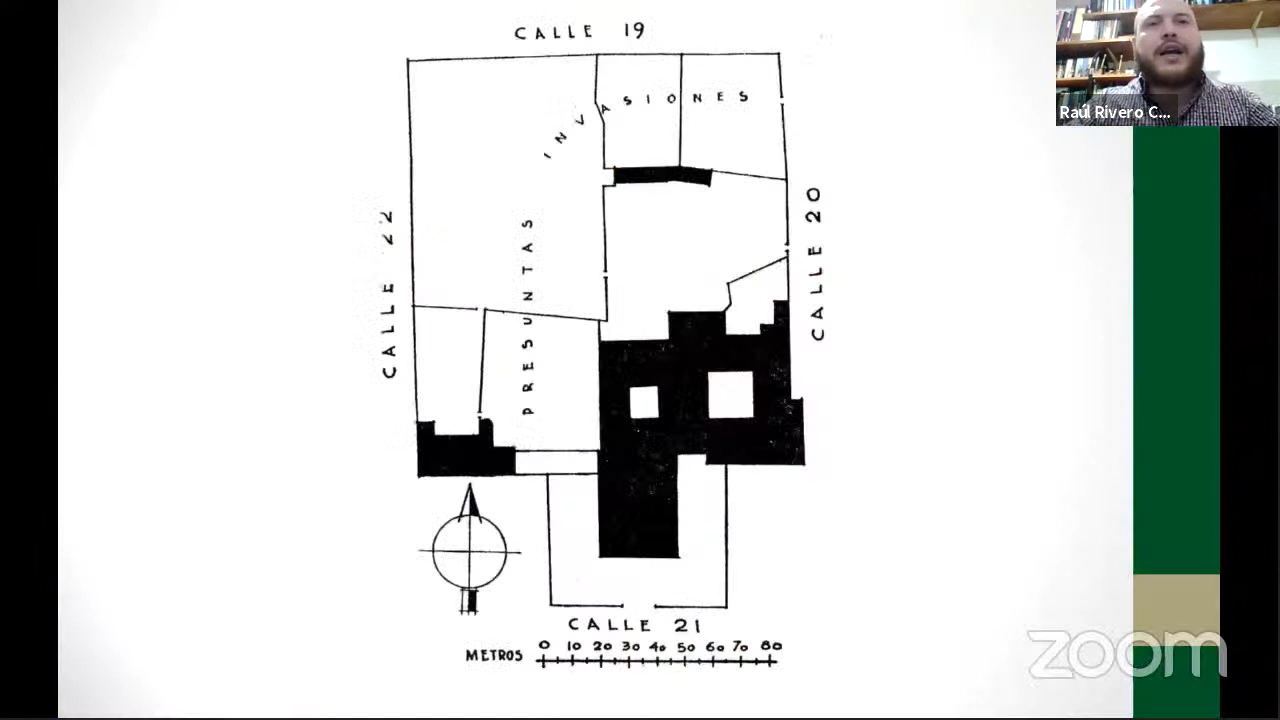 CALLE 19
INVASIONES
Raúl Rivero C...
CALLE 22
PRESUNTAS
CALLE 20
CALLE 21
METROS 0 10 20 30 40 50 60 70 80
zoom